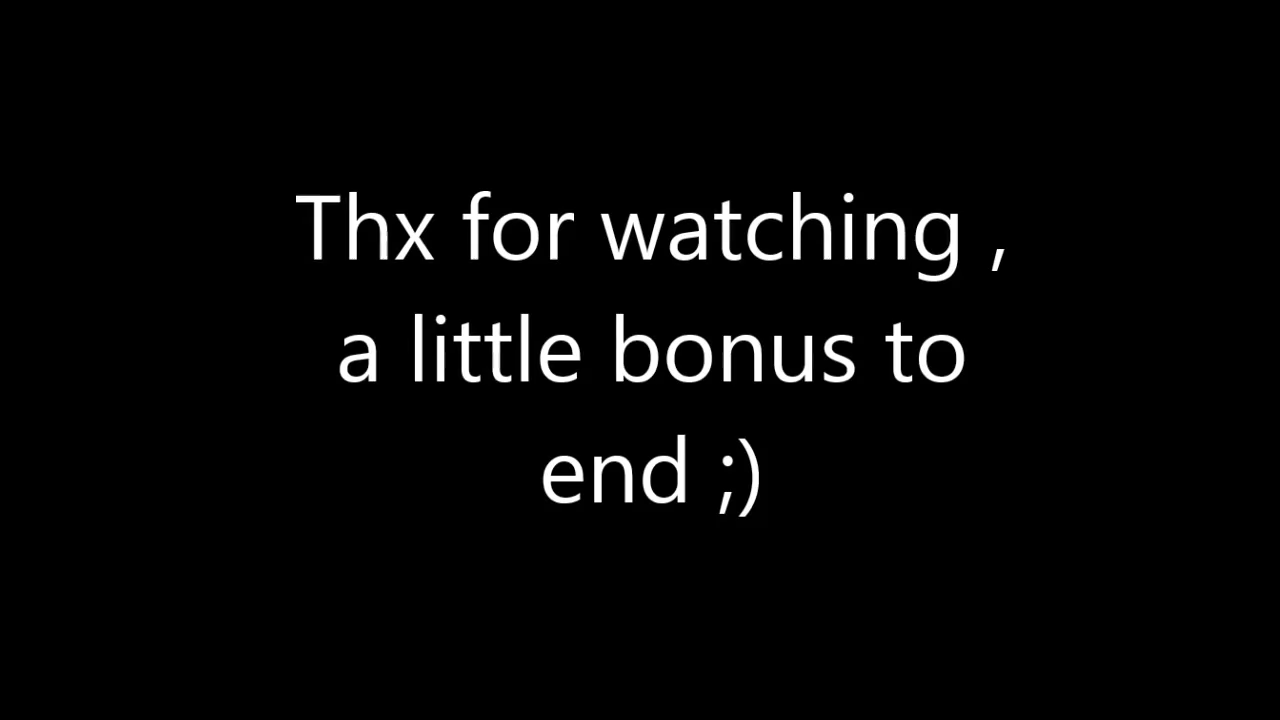 Thx for watching ,
a little bonus to
end ;)